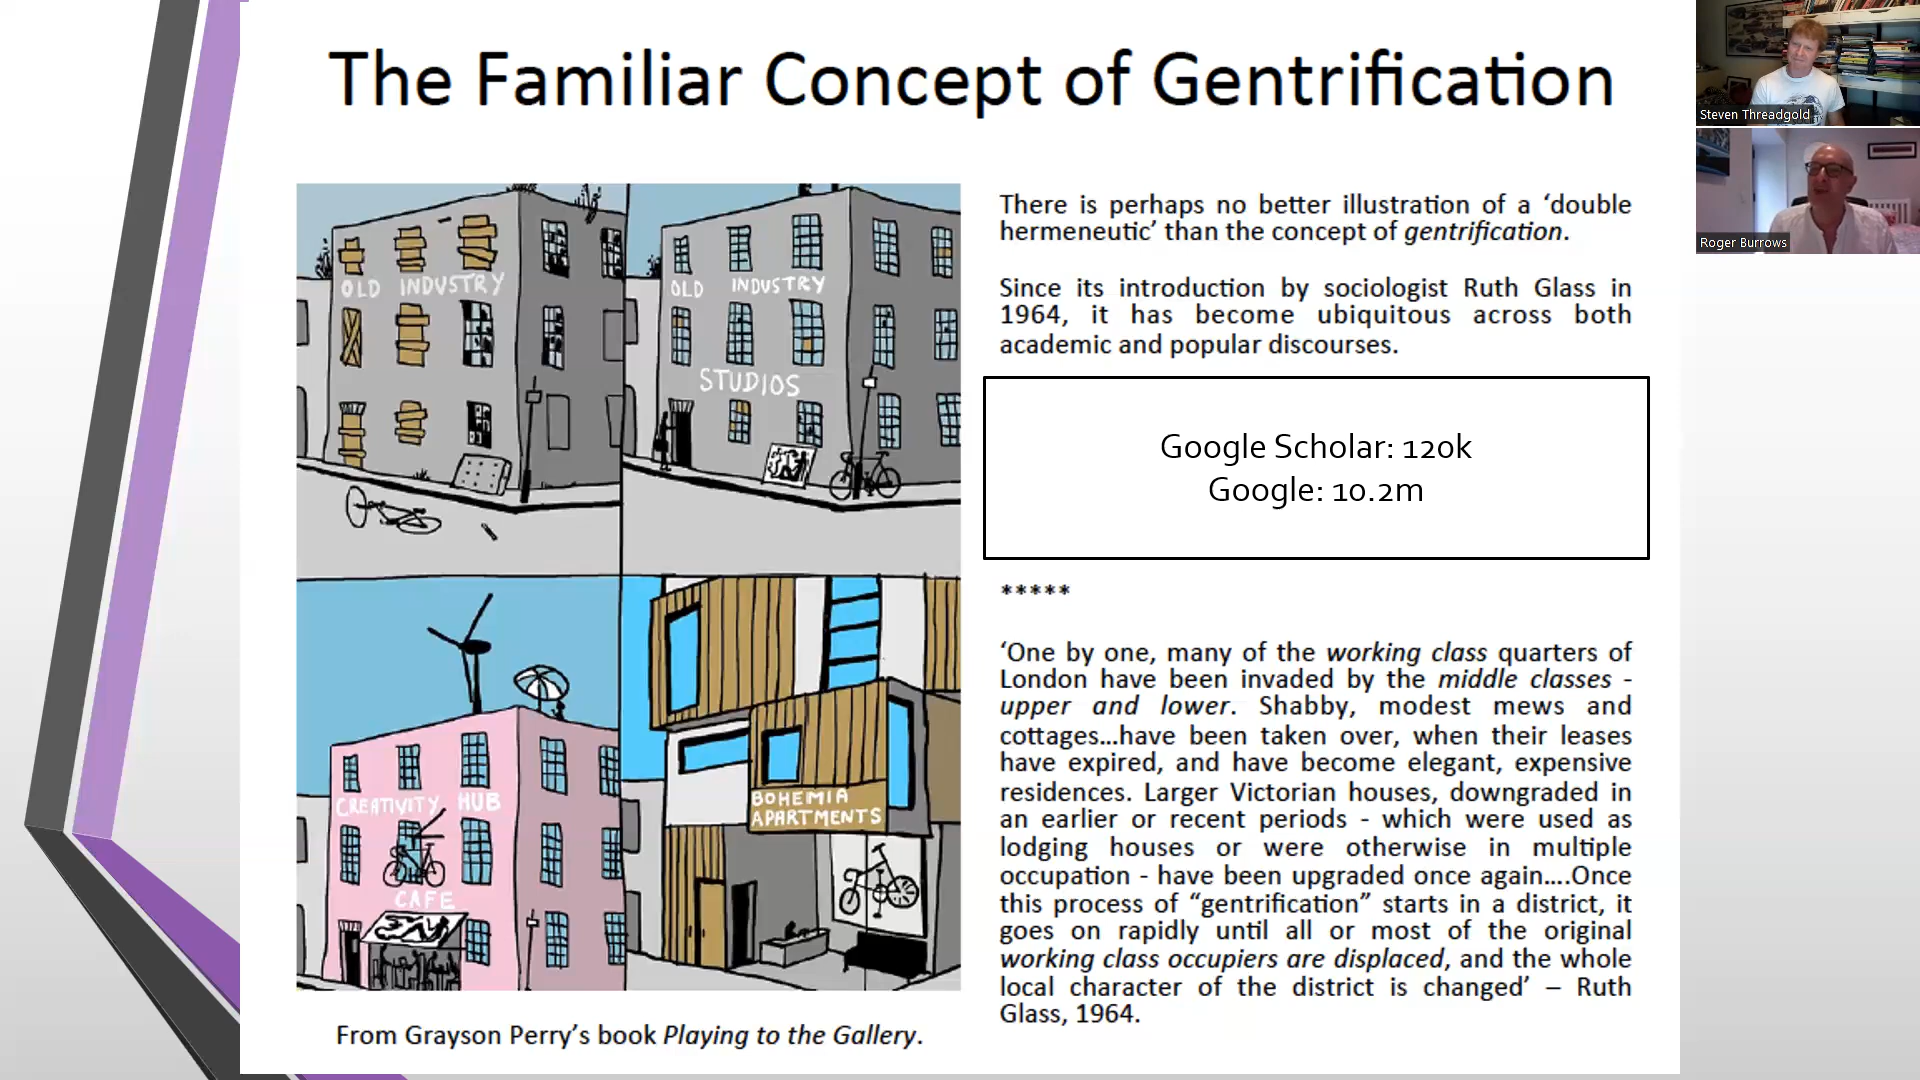 The Familiar Concept of Gentrification
OLD INDUSTRY
OLD INDUSTRY
STUDIOS
CREATIVITY HUB
CAFE
BOHEMIA
APARTMENTS
From Grayson Perry’s book Playing to the Gallery.
There is perhaps no better illustration of a ‘double
hermeneutic’ than the concept of gentrification.
Since its introduction by sociologist Ruth Glass in
1964, it has become ubiquitous across both
academic and popular discourses.
Google Scholar: 120k
Google: 10.2m
*****
‘One by one, many of the working class quarters of
London have been invaded by the middle classes -
upper and lower. Shabby, modest mews and
cottages…have been taken over, when their leases
have expired, and have become elegant, expensive
residences. Larger Victorian houses, downgraded in
an earlier or recent periods - which were used as
lodging houses or were otherwise in multiple
occupation - have been upgraded once again….Once
this process of “gentrification” starts in a district, it
goes on rapidly until all or most of the original
working class occupiers are displaced, and the whole
local character of the district is changed’ – Ruth
Glass, 1964.
Steven Threadgold
Roger Burrows